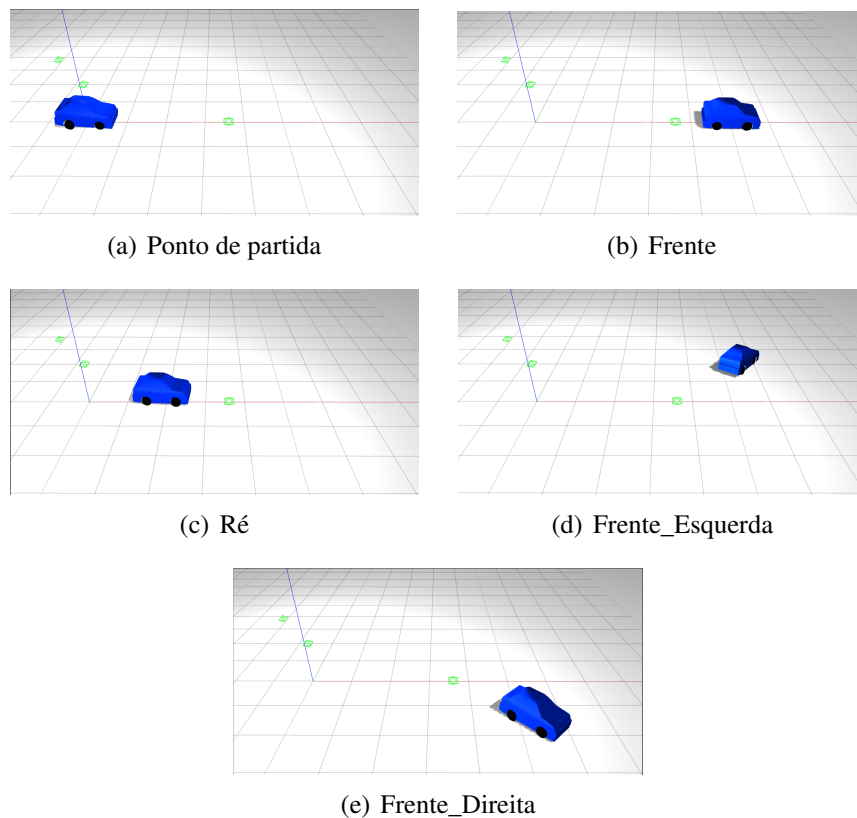 (a) Ponto de partida
(b) Frente
(c) Ré
(d) Frente_Esquerda
(e) Frente_Direita